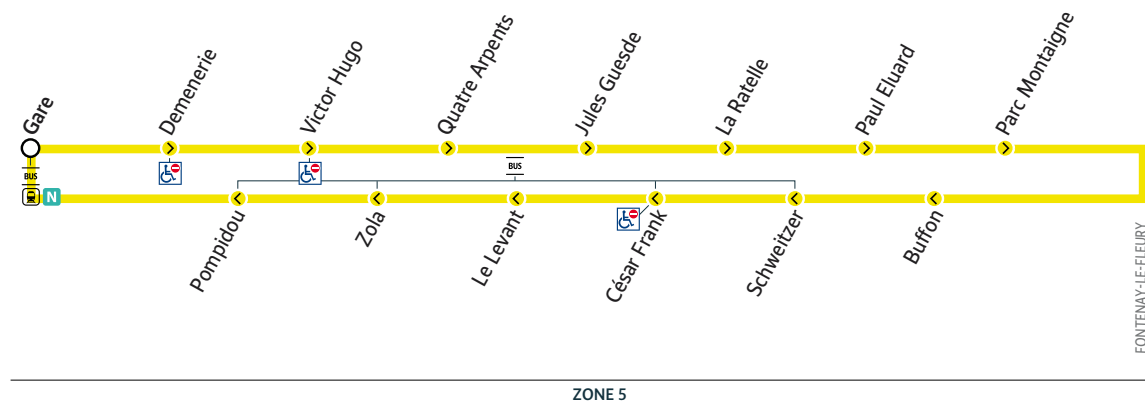 Gare
Demenerie
Victor Hugo
Quatre Arpents
Jules Guesde
La Ratelle
Paul Eluard
Parc Montaigne
BUS
BUS
N
Pompidou
Zola
Le Levant
César Frank
Schweitzer
Buffon
FONTENAY-LE-FLEURY
ZONE 5